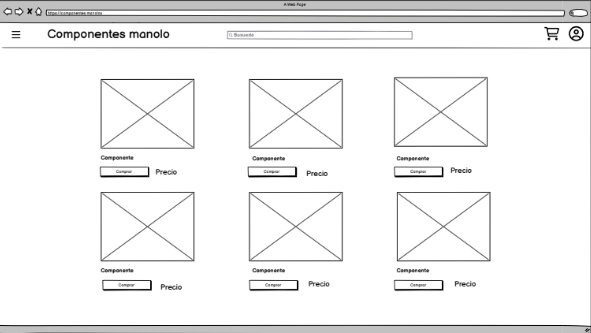 A Web Page
https://componentes manolo
Componentes manolo
Buscado
Componente
Comprar Precio
Componente
Comprar Precio
Componente
Comprar Precio
Componente
Comprar Precio
Componente
Comprar Precio
Componente
Comprar Precio